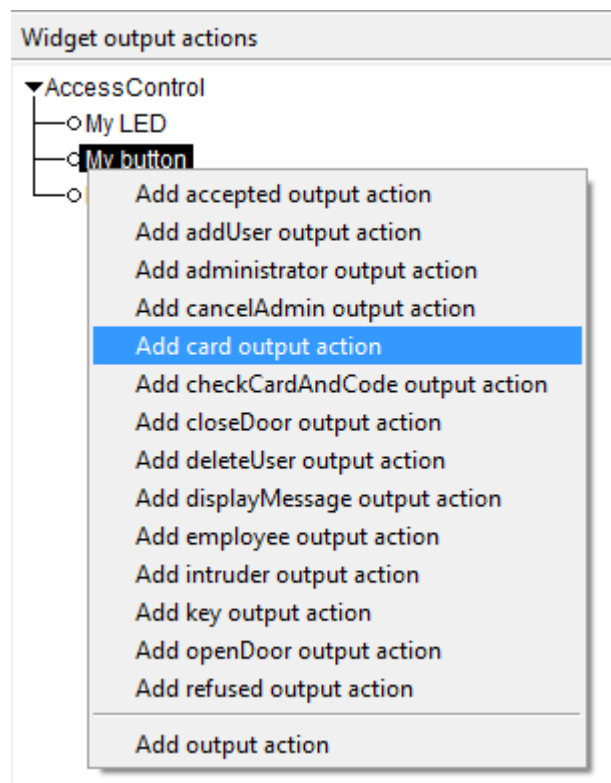 Widget output actions
AccessControl
My LED
My button
Add accepted output action
Add addUser output action
Add administrator output action
Add cancelAdmin output action
Add card output action
Add checkCardAndCode output action
Add closeDoor output action
Add deleteUser output action
Add displayMessage output action
Add employee output action
Add intruder output action
Add key output action
Add openDoor output action
Add refused output action
Add output action